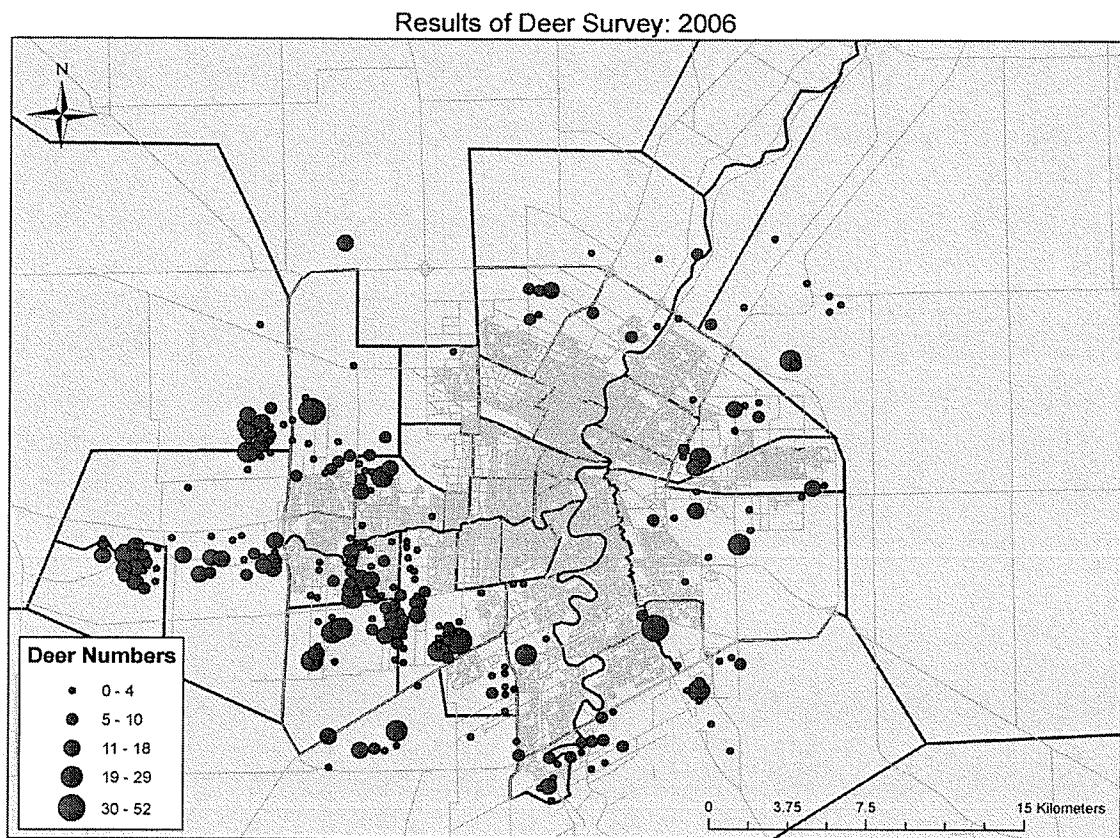 Results of Deer Survey: 2006
N
Deer Numbers
0 - 4
5 - 10
11 - 18
19 - 29
30 - 52
0 3.75 7.5 15 Kilometers